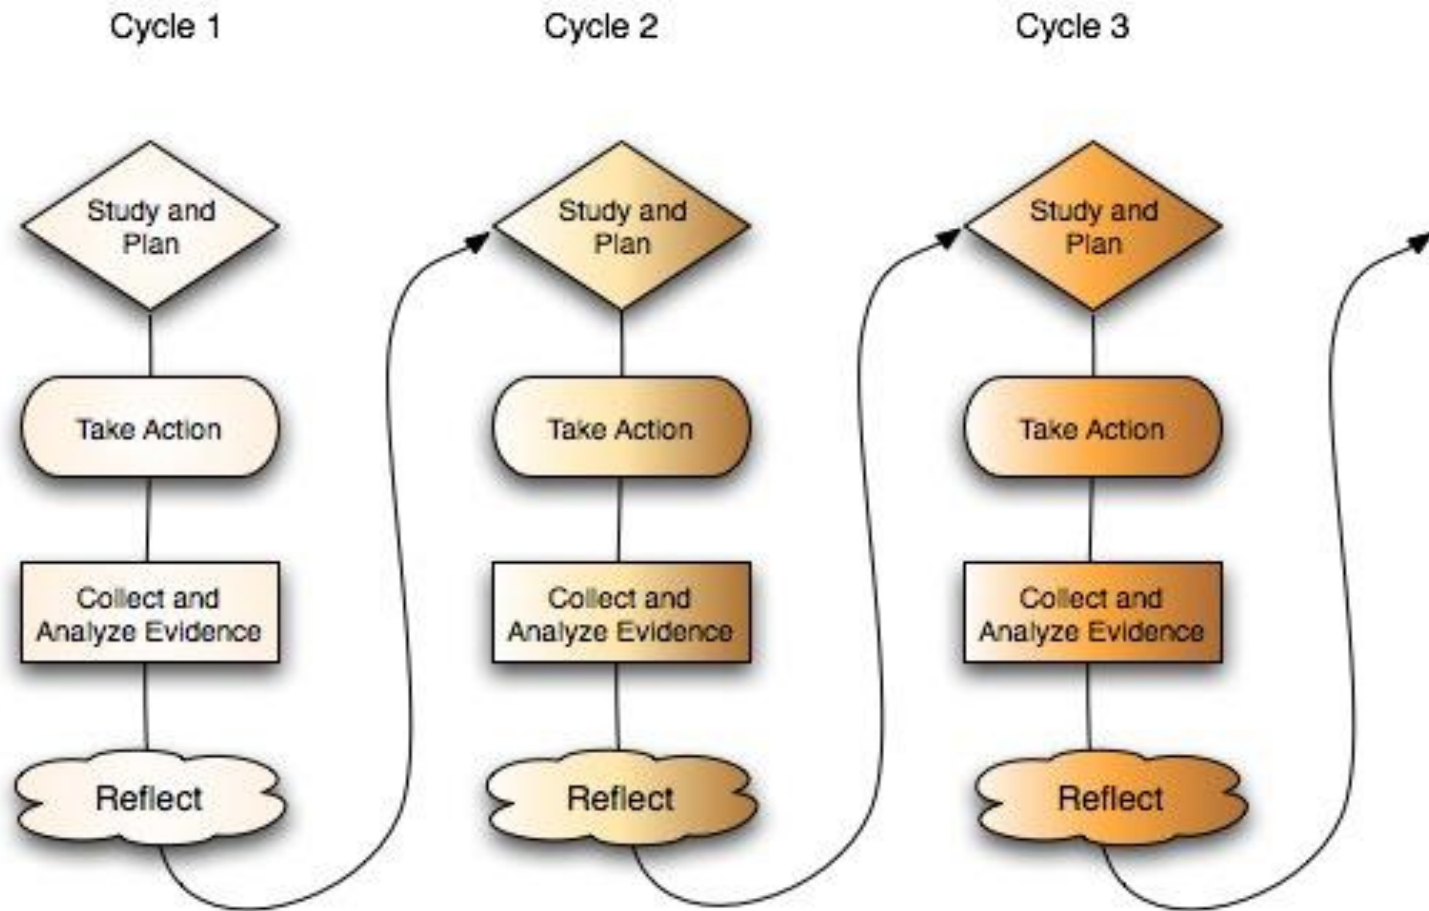 Cycle 1
Study and
Plan
Take Action
Collect and
Analyze Evidence
Reflect
Cycle 2
Study and
Plan
Take Action
Collect and
Analyze Evidence
Reflect
Cycle 3
Study and
Plan
Take Action
Collect and
Analyze Evidence
Reflect